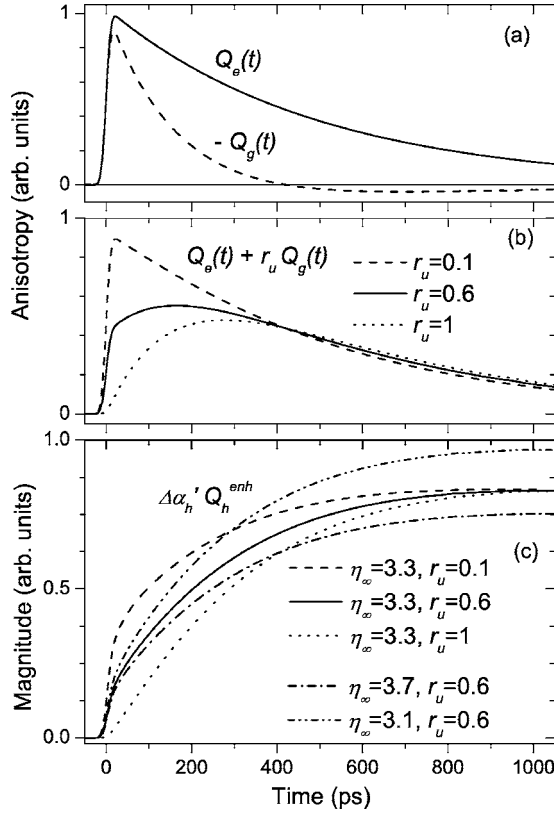 Anisotropy (arb. units)
1
0
(a)
Q_e(t)
- Q_g(t)
1
0
(b)
Q_e(t) + r_u Q_g(t)
r_u=0.1
r_u=0.6
r_u=1
Magnitude (arb. units)
1.0
0.5
0.0
Δα_h' Q_h^enh
(c)
η_∞=3.3, r_u=0.1
η_∞=3.3, r_u=0.6
η_∞=3.3, r_u=1
η_∞=3.7, r_u=0.6
η_∞=3.1, r_u=0.6
0 200 400 600 800 1000
Time (ps)